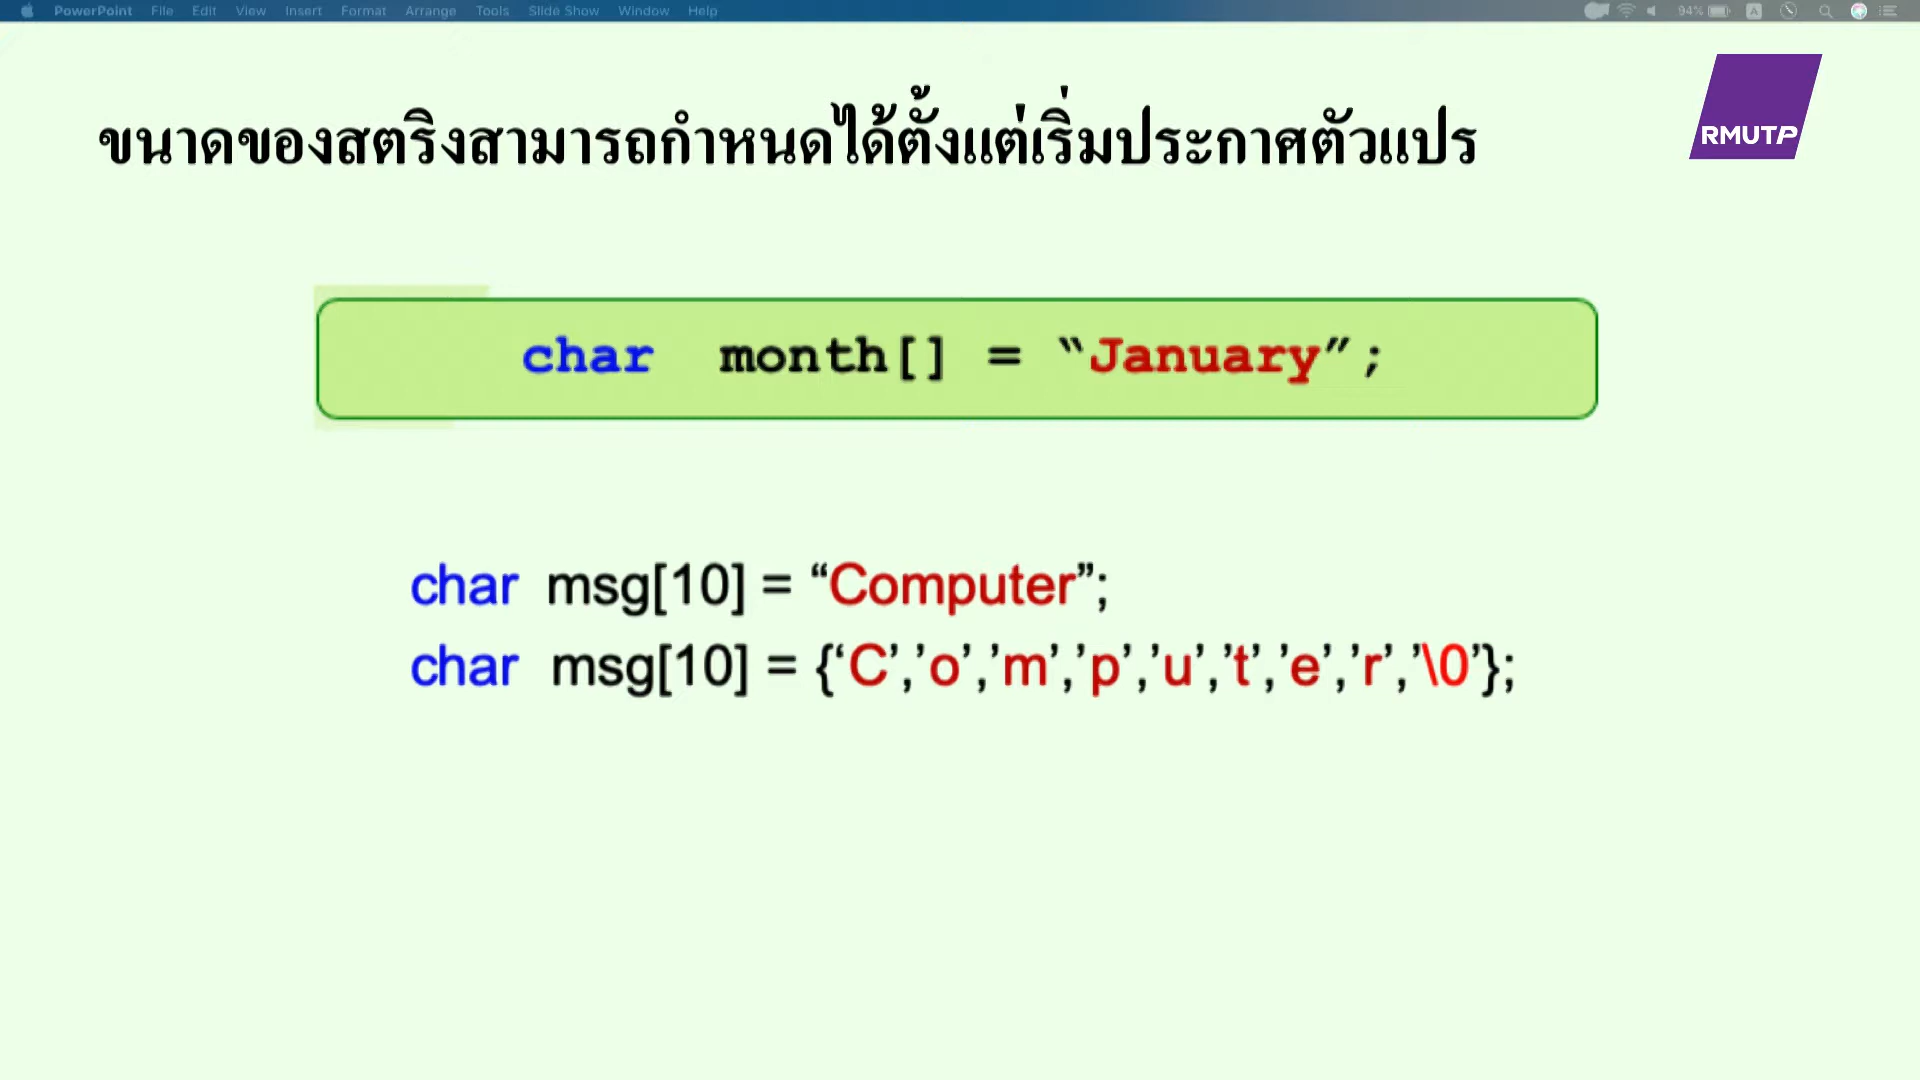 PowerPoint File Edit View Insert Format Arrange Tools Slide Show Window Help 94% A
ขนาดของสตริงสามารถกำหนดได้ตั้งแต่เริ่มประกาศตัวแปร
RMUTP
char month[] = “January”;
char msg[10] = “Computer”;
char msg[10] = {‘C’,’o’,’m’,’p’,’u’,’t’,’e’,’r’,’\0’};